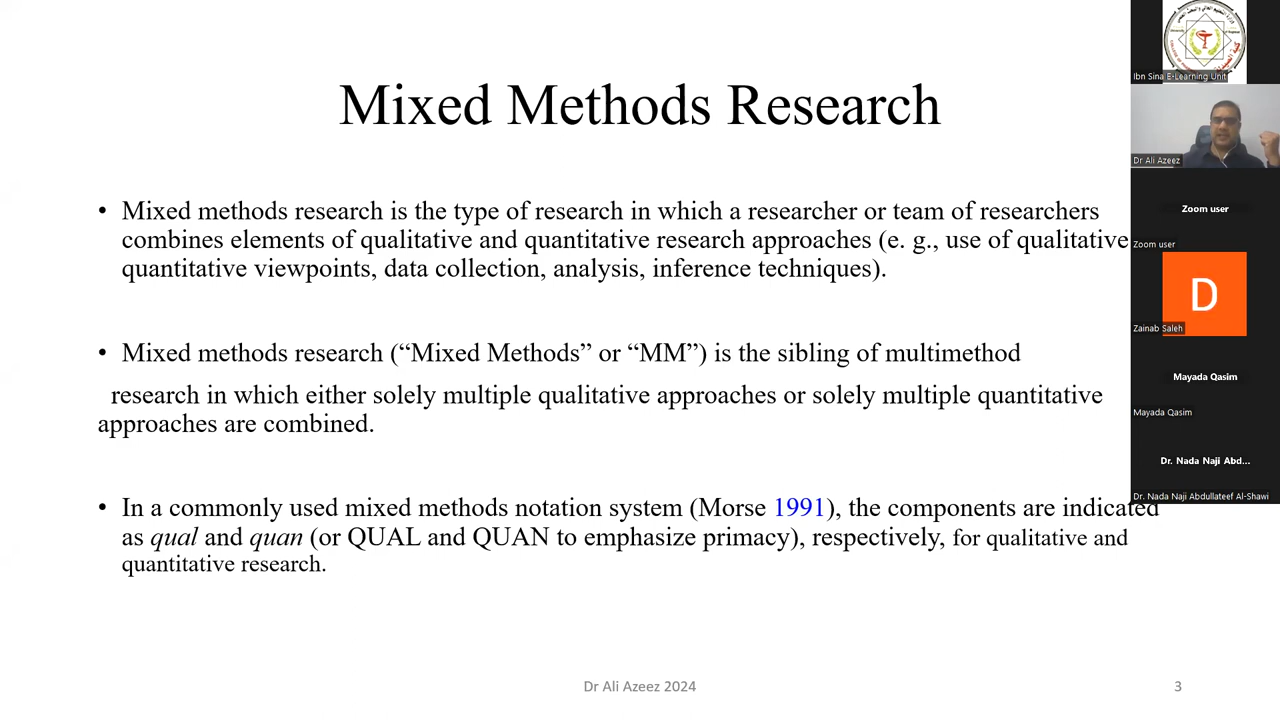 Mixed Methods Research
• Mixed methods research is the type of research in which a researcher or team of researchers
combines elements of qualitative and quantitative research approaches (e. g., use of qualitative
quantitative viewpoints, data collection, analysis, inference techniques).
• Mixed methods research (“Mixed Methods” or “MM”) is the sibling of multimethod
research in which either solely multiple qualitative approaches or solely multiple quantitative
approaches are combined.
• In a commonly used mixed methods notation system (Morse 1991), the components are indicated
as qual and quan (or QUAL and QUAN to emphasize primacy), respectively, for qualitative and
quantitative research.
Dr Ali Azeez 2024
3
Ibn Sina E-Learning Unit
Dr Ali Azeez
Zoom user
Zoom user
D
Zainab Saleh
Mayada Qasim
Mayada Qasim
Dr. Nada Naji Abd...
Dr. Nada Naji Abdullateef Al-Shawi